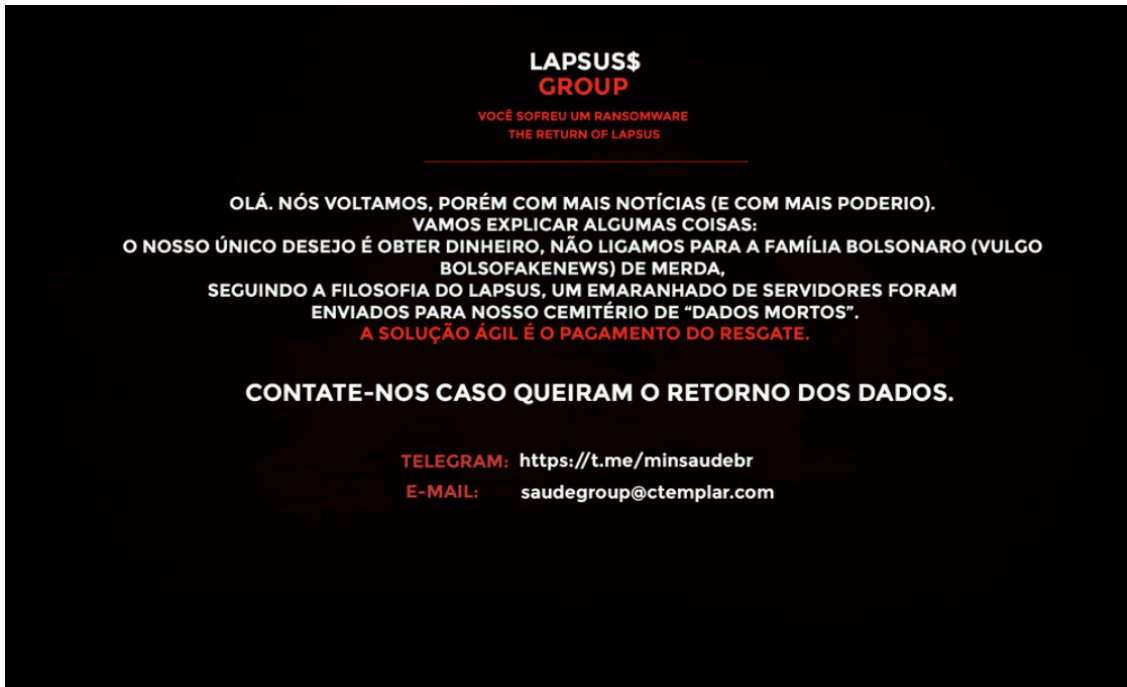 LAPSUS$
GROUP
VOCÊ SOFREU UM RANSOMWARE
THE RETURN OF LAPSUS
OLÁ. NÓS VOLTAMOS, PORÉM COM MAIS NOTÍCIAS (E COM MAIS PODERIO).
VAMOS EXPLICAR ALGUMAS COISAS:
O NOSSO ÚNICO DESEJO É OBTER DINHEIRO, NÃO LIGAMOS PARA A FAMÍLIA BOLSONARO (VULGO
BOLSOFAKENEWS) DE MERDA,
SEGUINDO A FILOSOFIA DO LAPSUS, UM EMARANHADO DE SERVIDORES FORAM
ENVIADOS PARA NOSSO CEMITÉRIO DE “DADOS MORTOS”.
A SOLUÇÃO ÁGIL É O PAGAMENTO DO RESGATE.
CONTATE-NOS CASO QUEIRAM O RETORNO DOS DADOS.
TELEGRAM: https://t.me/minsaudebr
E-MAIL: saudegroup@ctemplar.com